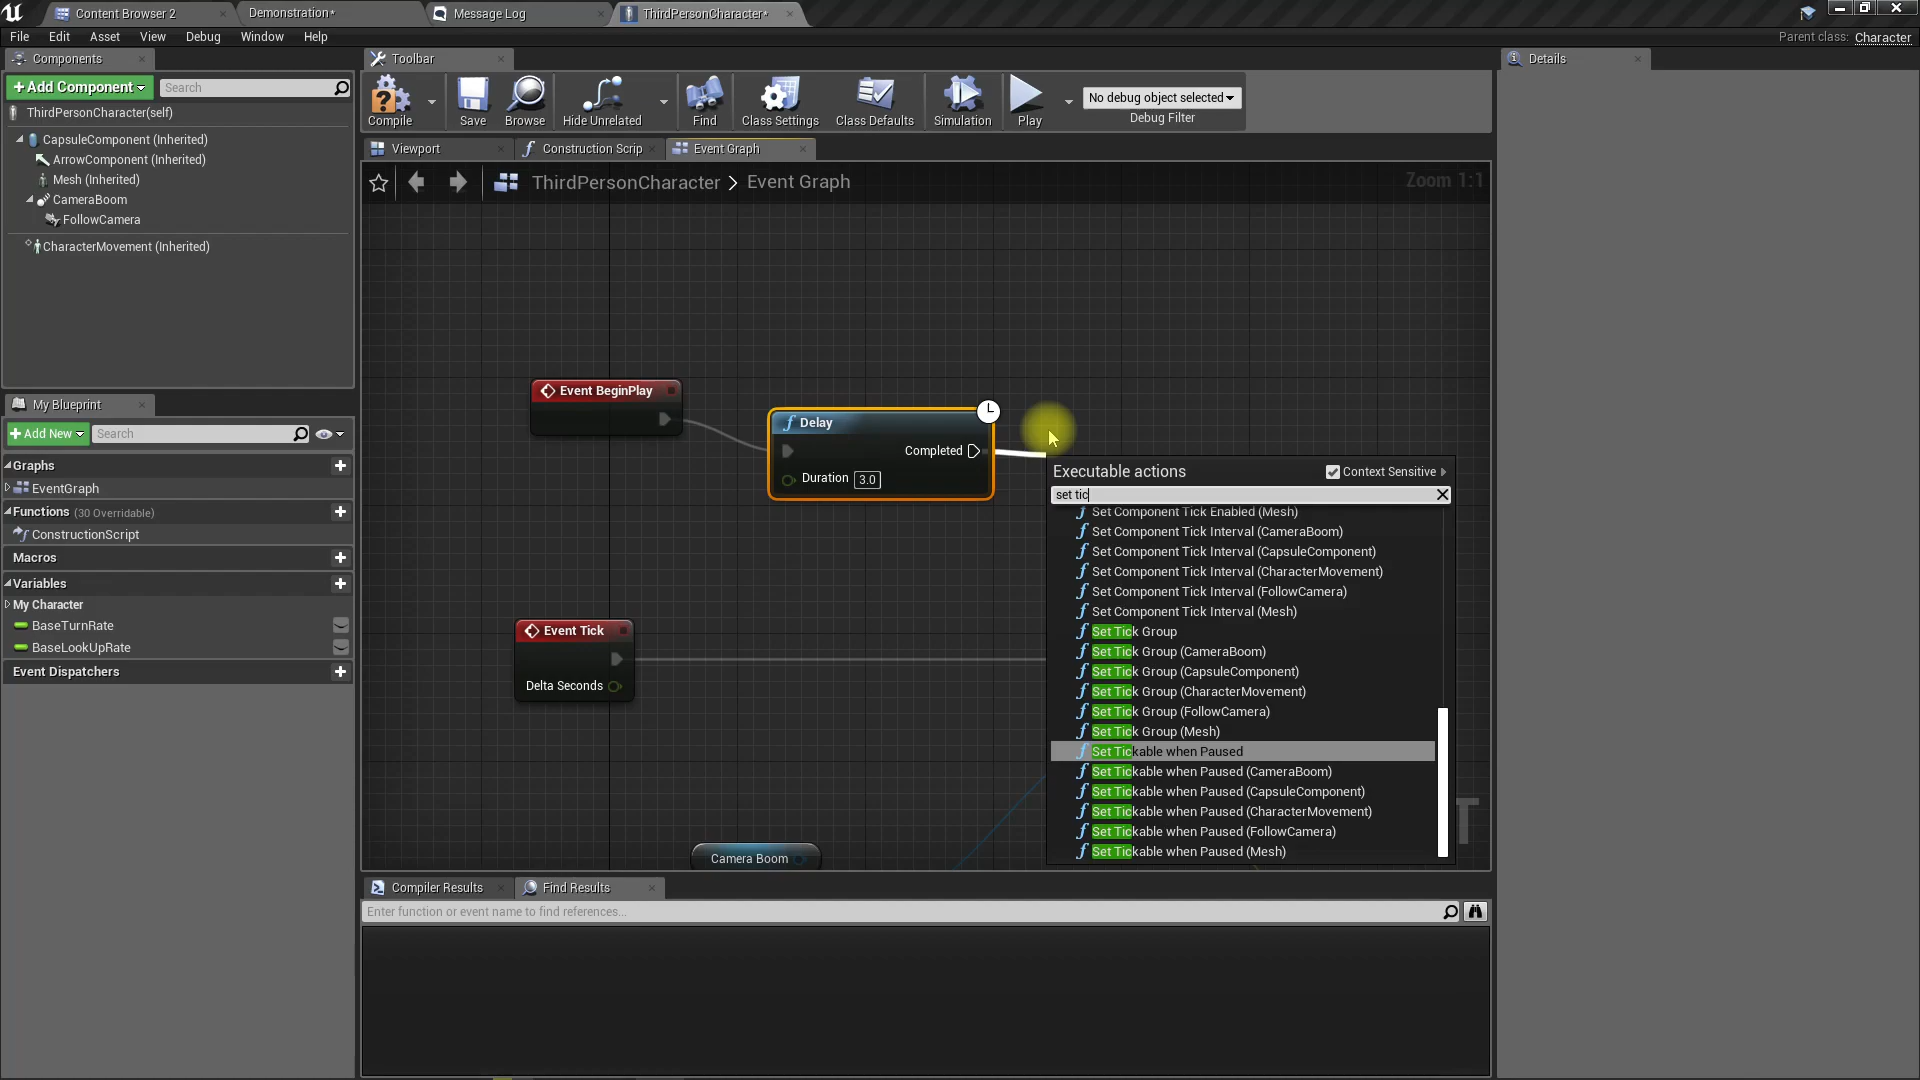 Content Browser 2
Demonstration*
Message Log
ThirdPersonCharacter*
File Edit Asset View Debug Window Help
Parent class: Character
Components
Toolbar
Details
+Add Component
Search
Compile
Save
Browse
Hide Unrelated
Find
Class Settings
Class Defaults
Simulation
Play
No debug object selected
Debug Filter
ThirdPersonCharacter(self)
CapsuleComponent (Inherited)
ArrowComponent (Inherited)
Mesh (Inherited)
CameraBoom
FollowCamera
CharacterMovement (Inherited)
Viewport
Construction Scrip
Event Graph
ThirdPersonCharacter > Event Graph
Zoom 1:1
My Blueprint
+Add New
Search
Graphs
EventGraph
Functions (30 Overridable)
ConstructionScript
Macros
Variables
My Character
BaseTurnRate
BaseLookUpRate
Event Dispatchers
Event BeginPlay
Delay
Completed
Duration 3.0
Event Tick
Delta Seconds
Camera Boom
Executable actions
Context Sensitive
set tic
Set Component Tick Enabled (Mesh)
Set Component Tick Interval (CameraBoom)
Set Component Tick Interval (CapsuleComponent)
Set Component Tick Interval (CharacterMovement)
Set Component Tick Interval (FollowCamera)
Set Component Tick Interval (Mesh)
Set Tick Group
Set Tick Group (CameraBoom)
Set Tick Group (CapsuleComponent)
Set Tick Group (CharacterMovement)
Set Tick Group (FollowCamera)
Set Tick Group (Mesh)
Set Tickable when Paused
Set Tickable when Paused (CameraBoom)
Set Tickable when Paused (CapsuleComponent)
Set Tickable when Paused (CharacterMovement)
Set Tickable when Paused (FollowCamera)
Set Tickable when Paused (Mesh)
T
Compiler Results
Find Results
Enter function or event name to find references...